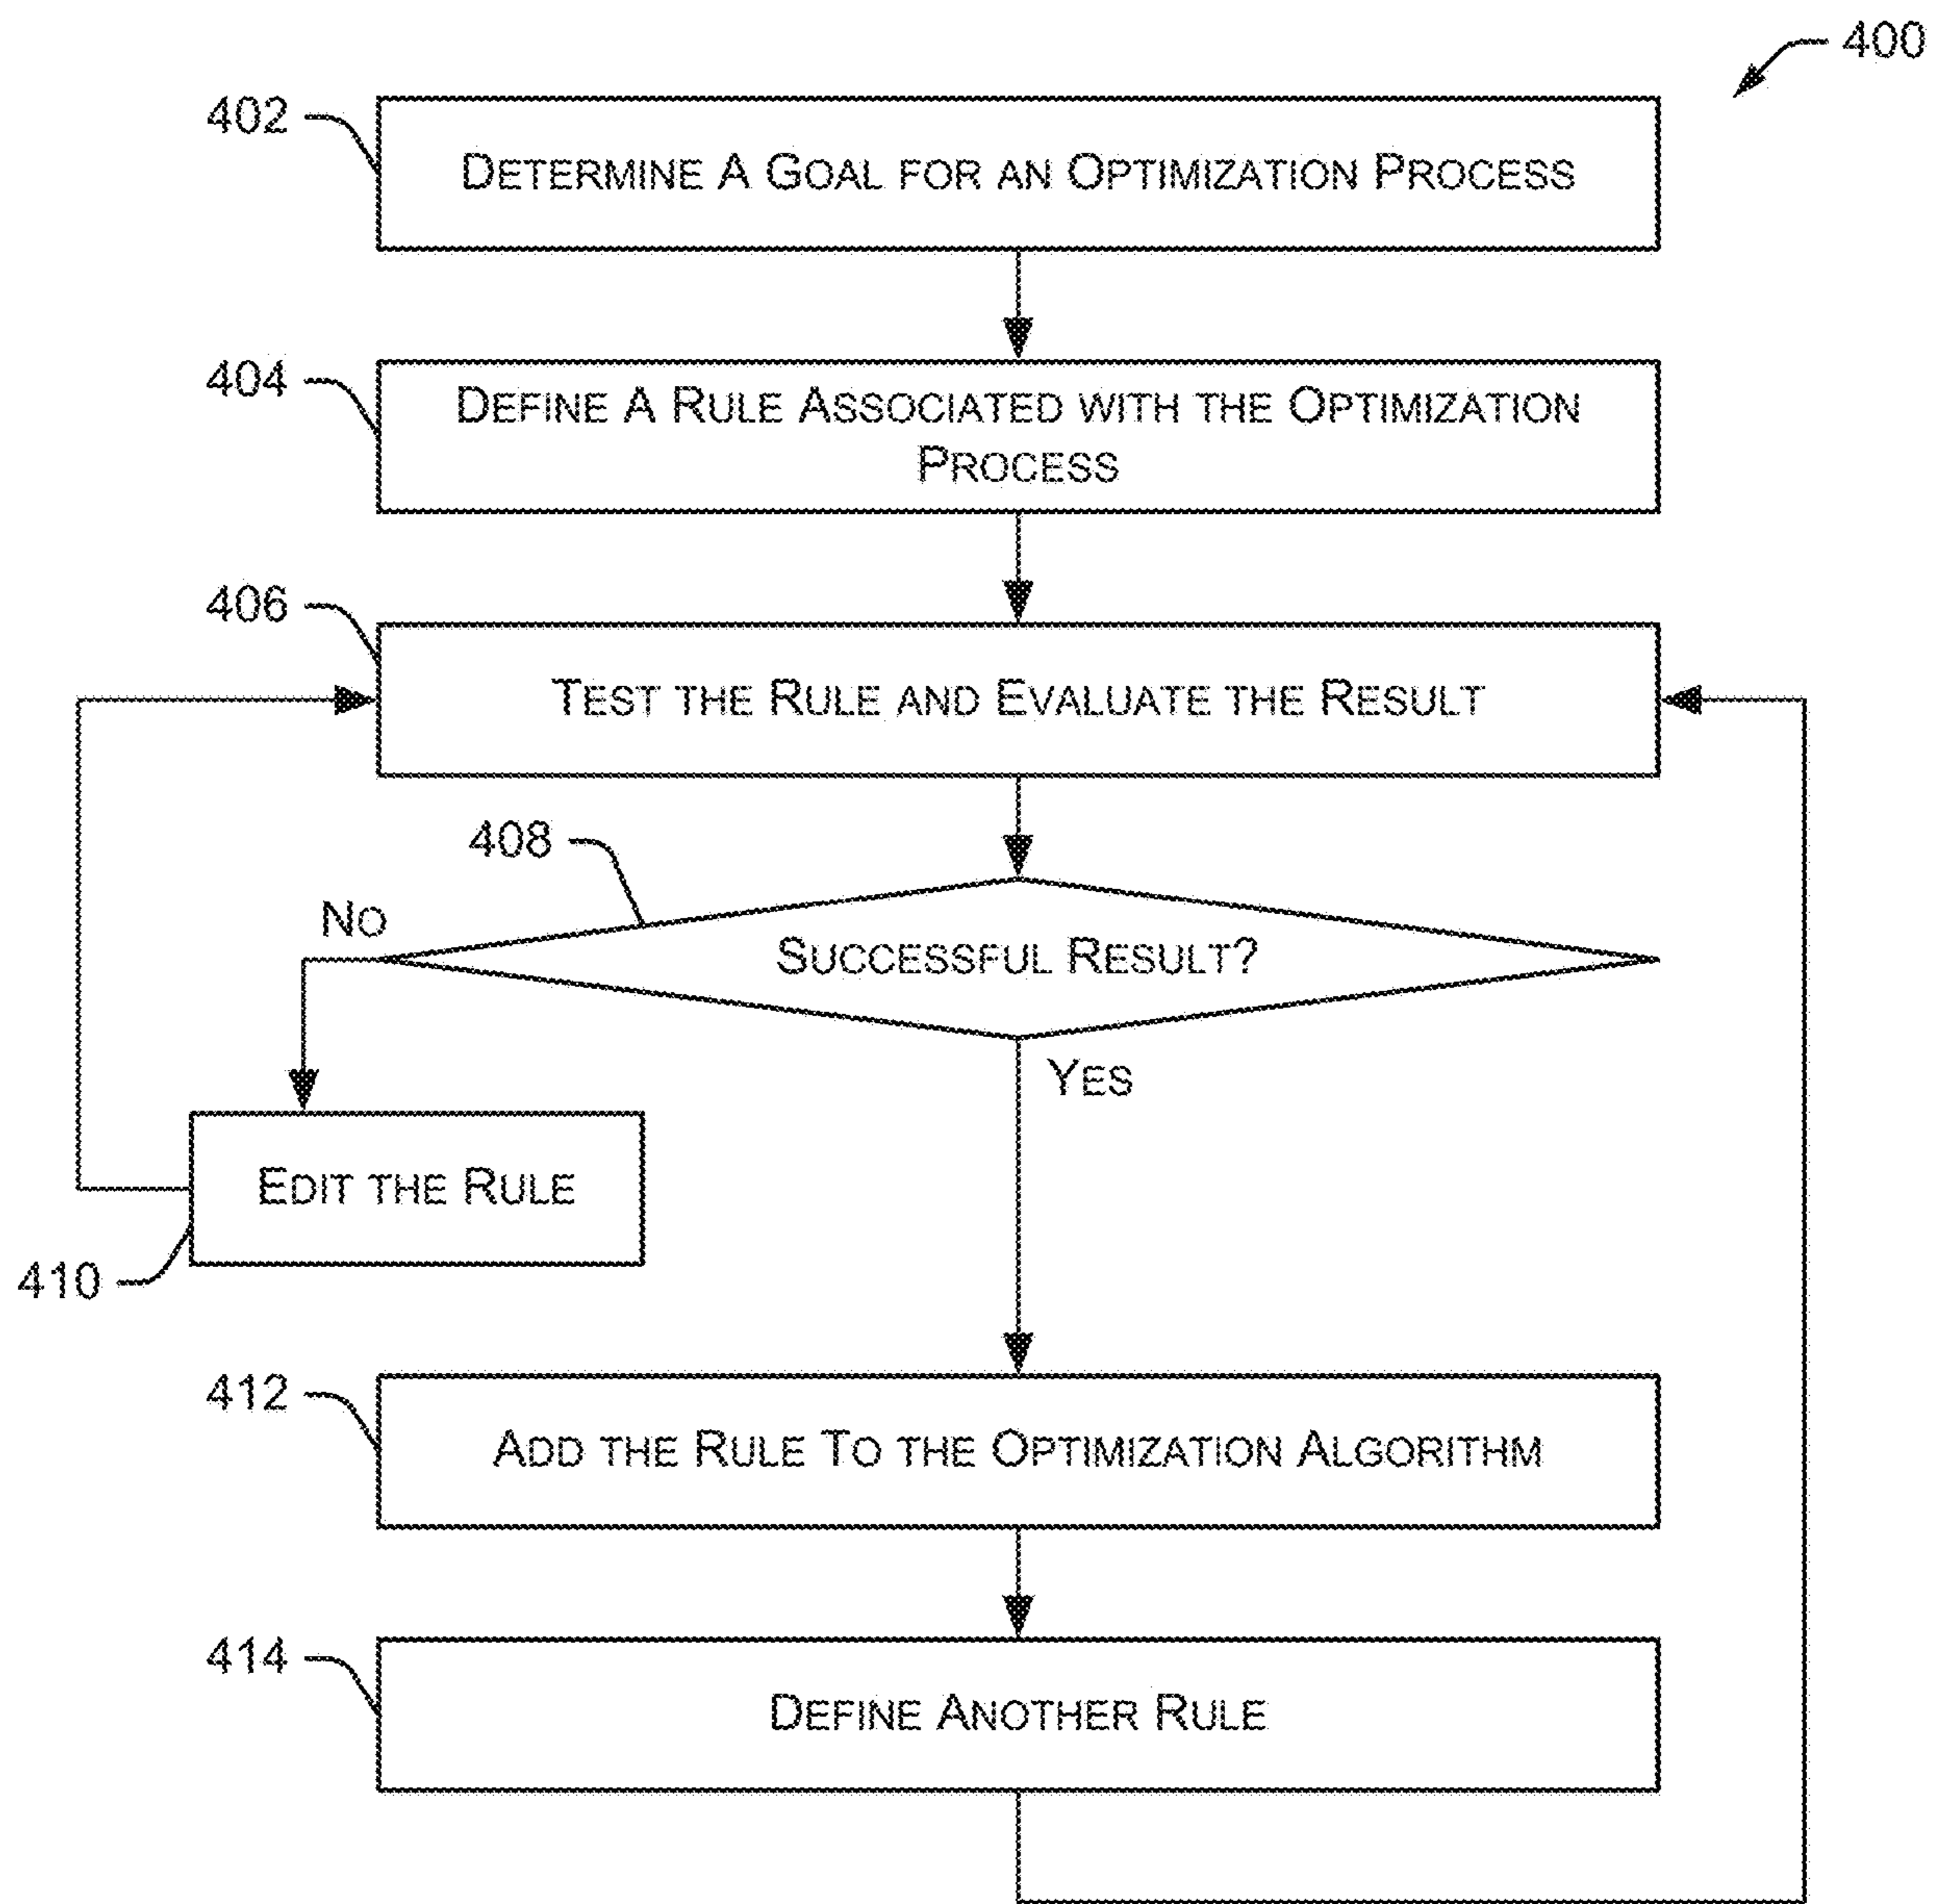 400
402
DETERMINE A GOAL FOR AN OPTIMIZATION PROCESS
404
DEFINE A RULE ASSOCIATED WITH THE OPTIMIZATION
PROCESS
406
TEST THE RULE AND EVALUATE THE RESULT
408
NO
SUCCESSFUL RESULT?
YES
EDIT THE RULE
410
412
ADD THE RULE TO THE OPTIMIZATION ALGORITHM
414
DEFINE ANOTHER RULE